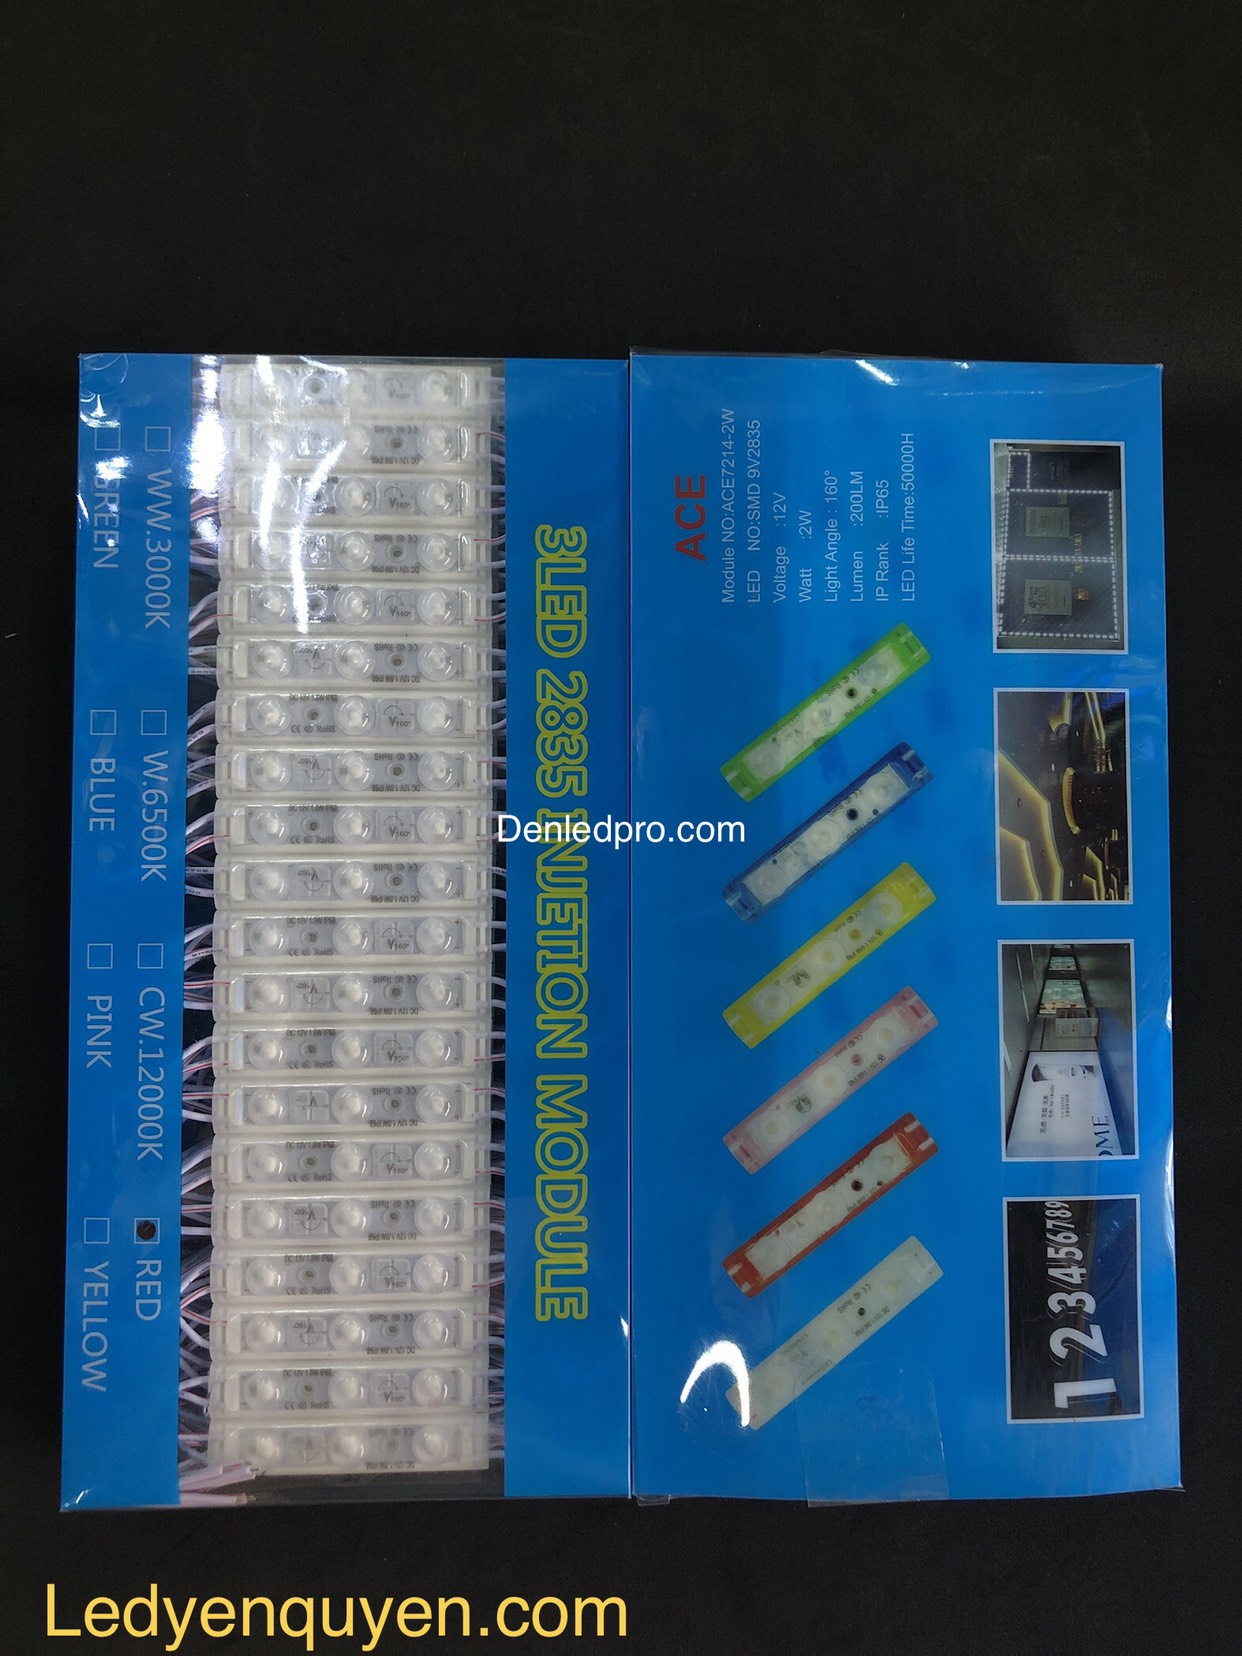 WW.3000K
W.6500K
CW.12000K
RED
GREEN
BLUE
PINK
YELLOW
3LED 2835 INJETION MODULE
ACE
Module NO:ACE7214-2W
LED NO:SMD 9V2835
Voltage :12V
Watt :2W
Light Angle : 160°
Lumen :200LM
IP Rank :IP65
LED Life Time:50000H
123456789
OME
Denledpro.com
Ledyenquyen.com